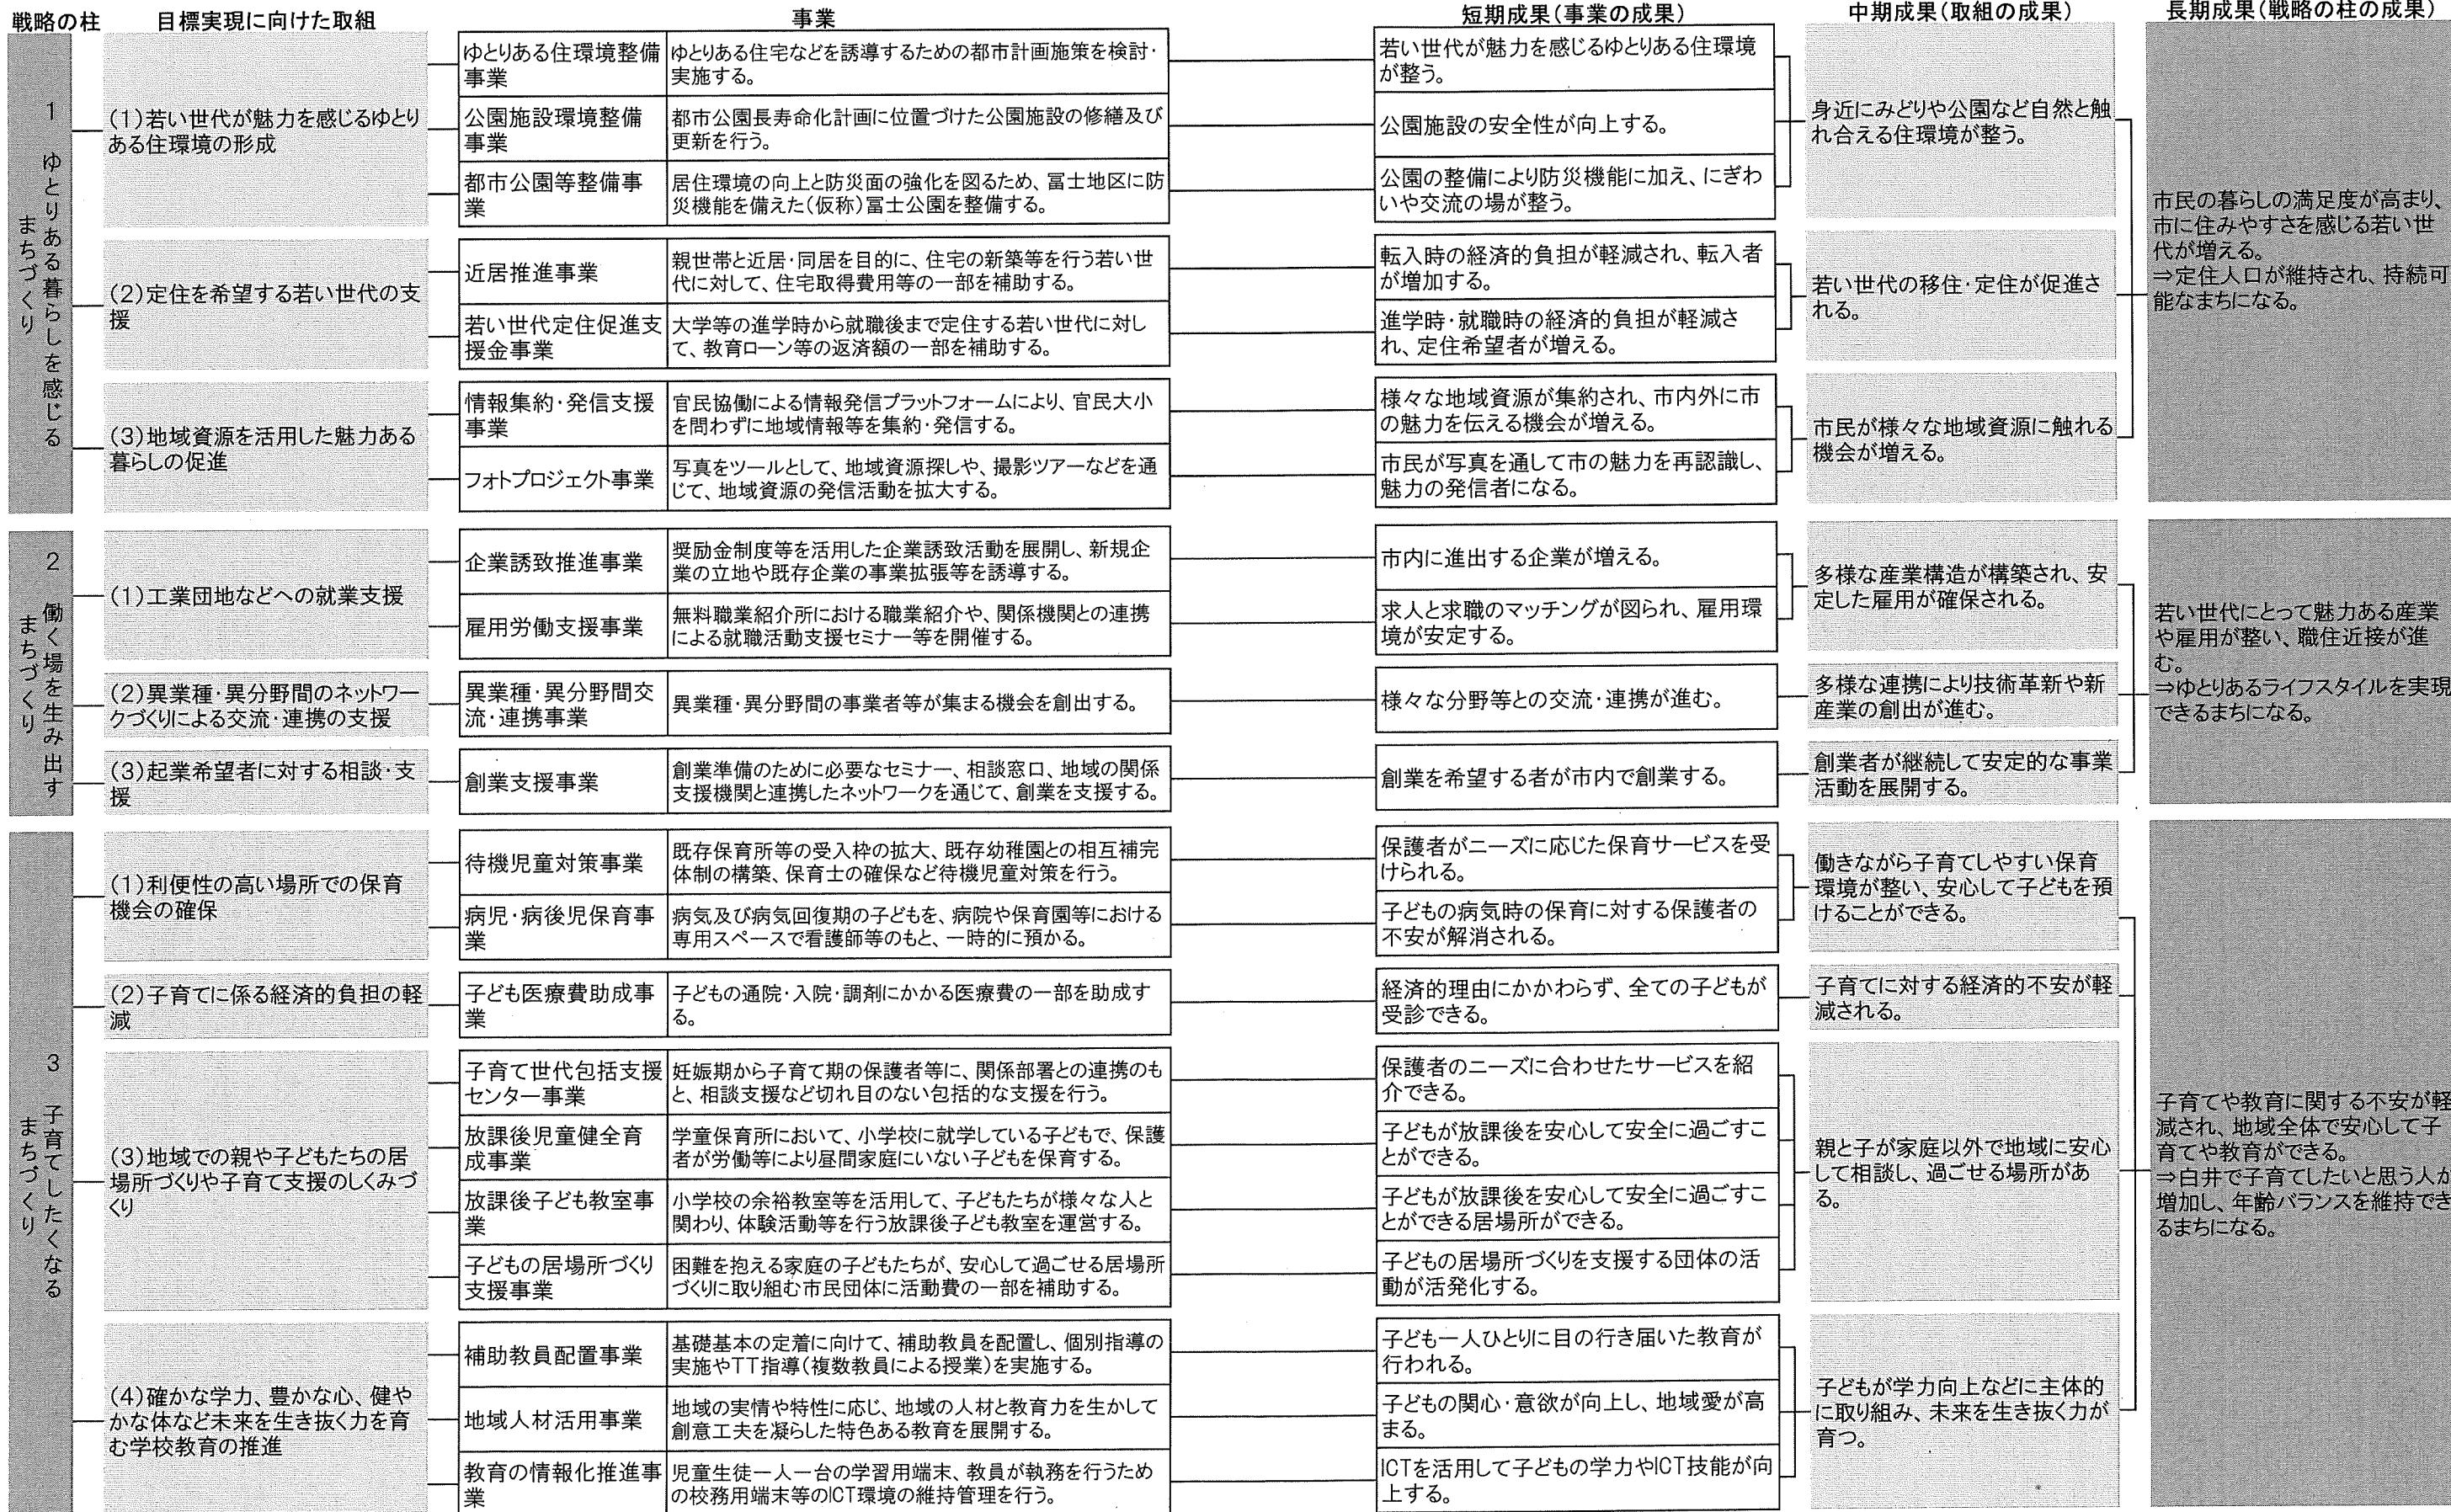 戦略の柱
目標実現に向けた取組
事業
短期成果(事業の成果)
中期成果(取組の成果)
長期成果(戦略の柱の成果)
1 ゆとりある暮らしを感じる
まちづくり
(1)若い世代が魅力を感じるゆとり
ある住環境の形成
ゆとりある住環境整備
事業
ゆとりある住宅などを誘導するための都市計画施策を検討・
実施する。
若い世代が魅力を感じるゆとりある住環境
が整う。
公園施設環境整備
事業
都市公園長寿命化計画に位置づけた公園施設の修繕及び
更新を行う。
公園施設の安全性が向上する。
都市公園等整備事
業
居住環境の向上と防災面の強化を図るため、冨士地区に防
災機能を備えた(仮称)冨士公園を整備する。
公園の整備により防災機能に加え、にぎわ
いや交流の場が整う。
身近にみどりや公園など自然と触
れ合える住環境が整う。
(2)定住を希望する若い世代の支
援
近居推進事業
親世帯と近居・同居を目的に、住宅の新築等を行う若い世
代に対して、住宅取得費用等の一部を補助する。
転入時の経済的負担が軽減され、転入者
が増加する。
若い世代定住促進支
援金事業
大学等の進学時から就職後まで定住する若い世代に対し
て、教育ローン等の返済額の一部を補助する。
進学時・就職時の経済的負担が軽減さ
れ、定住希望者が増える。
若い世代の移住・定住が促進さ
れる。
(3)地域資源を活用した魅力ある
暮らしの促進
情報集約・発信支援
事業
官民協働による情報発信プラットフォームにより、官民大小
を問わずに地域情報等を集約・発信する。
様々な地域資源が集約され、市内外に市
の魅力を伝える機会が増える。
フォトプロジェクト事業
写真をツールとして、地域資源探しや、撮影ツアーなどを通
じて、地域資源の発信活動を拡大する。
市民が写真を通して市の魅力を再認識し、
魅力の発信者になる。
市民が様々な地域資源に触れる
機会が増える。
市民の暮らしの満足度が高まり、
市に住みやすさを感じる若い世
代が増える。
⇒定住人口が維持され、持続可
能なまちになる。
2 働く場を生み出す
まちづくり
(1)工業団地などへの就業支援
企業誘致推進事業
奨励金制度等を活用した企業誘致活動を展開し、新規企
業の立地や既存企業の事業拡張等を誘導する。
市内に進出する企業が増える。
雇用労働支援事業
無料職業紹介所における職業紹介や、関係機関との連携
による就職活動支援セミナー等を開催する。
求人と求職のマッチングが図られ、雇用環
境が安定する。
多様な産業構造が構築され、安
定した雇用が確保される。
(2)異業種・異分野間のネットワー
クづくりによる交流・連携の支援
異業種・異分野間交
流・連携事業
異業種・異分野間の事業者等が集まる機会を創出する。
様々な分野等との交流・連携が進む。
多様な連携により技術革新や新
産業の創出が進む。
(3)起業希望者に対する相談・支
援
創業支援事業
創業準備のために必要なセミナー、相談窓口、地域の関係
支援機関と連携したネットワークを通じて、創業を支援する。
創業を希望する者が市内で創業する。
創業者が継続して安定的な事業
活動を展開する。
若い世代にとって魅力ある産業
や雇用が整い、職住近接が進
む。
⇒ゆとりあるライフスタイルを実現
できるまちになる。
3 子育てしたくなる
まちづくり
(1)利便性の高い場所での保育
機会の確保
待機児童対策事業
既存保育所等の受入枠の拡大、既存幼稚園との相互補完
体制の構築、保育士の確保など待機児童対策を行う。
保護者がニーズに応じた保育サービスを受
けられる。
病児・病後児保育事
業
病気及び病気回復期の子どもを、病院や保育園等における
専用スペースで看護師等のもと、一時的に預かる。
子どもの病気時の保育に対する保護者の
不安が解消される。
働きながら子育てしやすい保育
環境が整い、安心して子どもを預
けることができる。
(2)子育てに係る経済的負担の軽
減
子ども医療費助成事
業
子どもの通院・入院・調剤にかかる医療費の一部を助成す
る。
経済的理由にかかわらず、全ての子どもが
受診できる。
子育てに対する経済的不安が軽
減される。
(3)地域での親や子どもたちの居
場所づくりや子育て支援のしくみづ
くり
子育て世代包括支援
センター事業
妊娠期から子育て期の保護者等に、関係部署との連携のも
と、相談支援など切れ目のない包括的な支援を行う。
保護者のニーズに合わせたサービスを紹
介できる。
放課後児童健全育
成事業
学童保育所において、小学校に就学している子どもで、保護
者が労働等により昼間家庭にいない子どもを保育する。
子どもが放課後を安心して安全に過ごすこ
とができる。
放課後子ども教室事
業
小学校の余裕教室等を活用して、子どもたちが様々な人と
関わり、体験活動等を行う放課後子ども教室を運営する。
子どもが放課後を安心して安全に過ごすこ
とができる居場所ができる。
子どもの居場所づくり
支援事業
困難を抱える家庭の子どもたちが、安心して過ごせる居場所
づくりに取り組む市民団体に活動費の一部を補助する。
子どもの居場所づくりを支援する団体の活
動が活発化する。
親と子が家庭以外で地域に安心
して相談し、過ごせる場所があ
る。
(4)確かな学力、豊かな心、健や
かな体など未来を生き抜く力を育
む学校教育の推進
補助教員配置事業
基礎基本の定着に向けて、補助教員を配置し、個別指導の
実施やTT指導(複数教員による授業)を実施する。
子ども一人ひとりに目の行き届いた教育が
行われる。
地域人材活用事業
地域の実情や特性に応じ、地域の人材と教育力を生かして
創意工夫を凝らした特色ある教育を展開する。
子どもの関心・意欲が向上し、地域愛が高
まる。
教育の情報化推進事
業
児童生徒一人一台の学習用端末、教員が執務を行うため
の校務用端末等のICT環境の維持管理を行う。
ICTを活用して子どもの学力やICT技能が向
上する。
子どもが学力向上などに主体的
に取り組み、未来を生き抜く力が
育つ。
子育てや教育に関する不安が軽
減され、地域全体で安心して子
育てや教育ができる。
⇒白井で子育てしたいと思う人が
増加し、年齢バランスを維持でき
るまちになる。